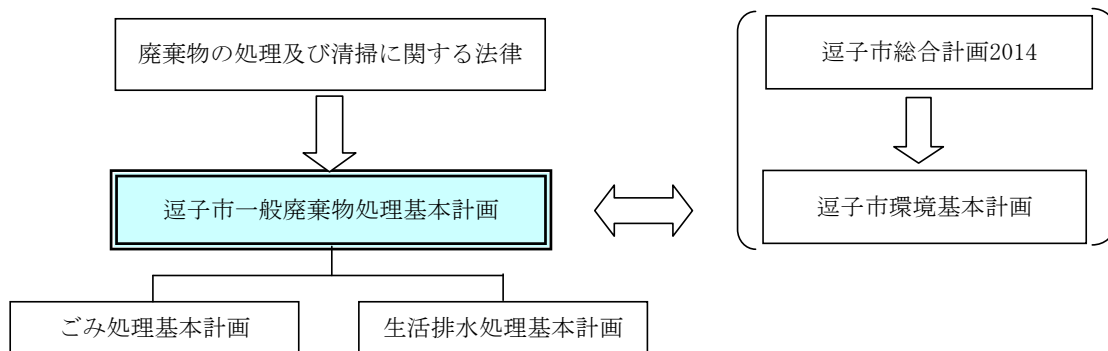 廃棄物の処理及び清掃に関する法律
逗子市総合計画2014
逗子市一般廃棄物処理基本計画
逗子市環境基本計画
ごみ処理基本計画
生活排水処理基本計画